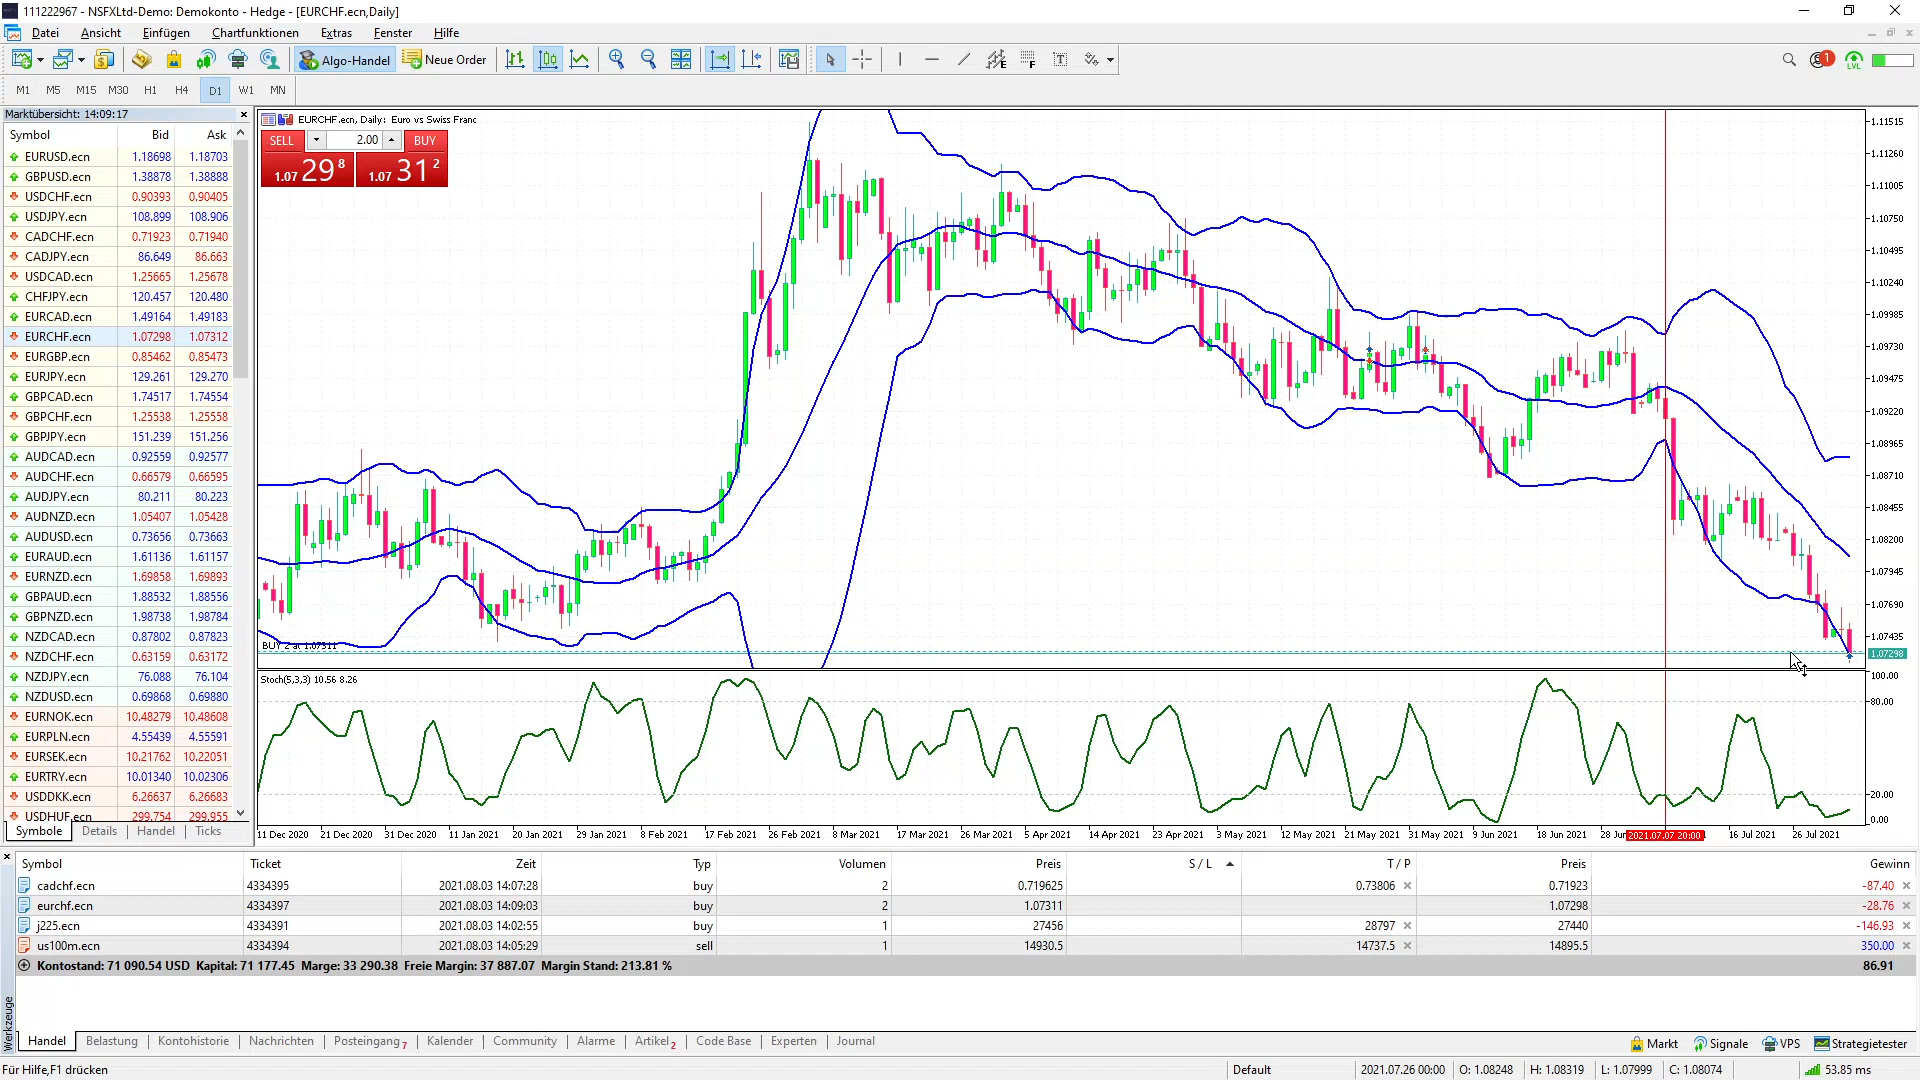 111222967 - NSFXLtd-Demo: Demokonto - Hedge - [EURCHF.ecn,Daily]
Datei Ansicht Einfügen Chartfunktionen Extras Fenster Hilfe
Algo-Handel Neue Order 1 LVL
M1 M5 M15 M30 H1 H4 D1 W1 MN
Marktübersicht: 14:09:17
Symbol Bid Ask
EURUSD.ecn 1.18698 1.18703
GBPUSD.ecn 1.38878 1.38888
USDCHF.ecn 0.90393 0.90405
USDJPY.ecn 108.899 108.906
CADCHF.ecn 0.71923 0.71940
CADJPY.ecn 86.649 86.663
USDCAD.ecn 1.25665 1.25678
CHFJPY.ecn 120.457 120.480
EURCAD.ecn 1.49164 1.49183
EURCHF.ecn 1.07298 1.07312
EURGBP.ecn 0.85462 0.85473
EURJPY.ecn 129.261 129.270
GBPCAD.ecn 1.74517 1.74554
GBPCHF.ecn 1.25538 1.25558
GBPJPY.ecn 151.239 151.256
AUDCAD.ecn 0.92559 0.92577
AUDCHF.ecn 0.66579 0.66595
AUDJPY.ecn 80.211 80.223
AUDNZD.ecn 1.05407 1.05428
AUDUSD.ecn 0.73656 0.73663
EURAUD.ecn 1.61136 1.61157
EURNZD.ecn 1.69858 1.69893
GBPAUD.ecn 1.88532 1.88556
GBPNZD.ecn 1.98738 1.98784
NZDCAD.ecn 0.87802 0.87823
NZDCHF.ecn 0.63159 0.63172
NZDJPY.ecn 76.088 76.104
NZDUSD.ecn 0.69868 0.69880
EURNOK.ecn 10.48279 10.48608
EURPLN.ecn 4.55439 4.55591
EURSEK.ecn 10.21762 10.22051
EURTRY.ecn 10.01340 10.02306
USDDKK.ecn 6.26637 6.26683
USDHUF.ecn 299.754 299.955
Symbole Details Handel Ticks
EURCHF.ecn, Daily: Euro vs Swiss Franc
SELL 2.00 BUY
1.07 29 8 1.07 31 2
BUY 2 at 1.07311
1.11515
1.11260
1.11005
1.10750
1.10495
1.10240
1.09985
1.09730
1.09475
1.09220
1.08965
1.08710
1.08455
1.08200
1.07945
1.07690
1.07435
1.07298
Stoch(5,3,3) 10.56 8.26
100.00
80.00
20.00
0.00
11 Dec 2020 21 Dec 2020 31 Dec 2020 11 Jan 2021 20 Jan 2021 29 Jan 2021 8 Feb 2021 17 Feb 2021 26 Feb 2021 8 Mar 2021 17 Mar 2021 26 Mar 2021 5 Apr 2021 14 Apr 2021 23 Apr 2021 3 May 2021 12 May 2021 21 May 2021 31 May 2021 9 Jun 2021 18 Jun 2021 28 Jun 2021.07.07 20:00 16 Jul 2021 26 Jul 2021
Symbol Ticket Zeit Typ Volumen Preis S / L T / P Preis Gewinn
cadchf.ecn 4334395 2021.08.03 14:07:28 buy 2 0.719625 0.73806 0.71923 -87.40
eurchf.ecn 4334397 2021.08.03 14:09:03 buy 2 1.07311 1.07298 -28.76
j225.ecn 4334391 2021.08.03 14:02:55 buy 1 27456 28797 27440 -146.93
us100m.ecn 4334394 2021.08.03 14:05:29 sell 1 14930.5 14737.5 14895.5 350.00
Kontostand: 71 090.54 USD Kapital: 71 177.45 Marge: 33 290.38 Freie Margin: 37 887.07 Margin Stand: 213.81 % 86.91
Werkzeuge
Handel Belastung Kontohistorie Nachrichten Posteingang 7 Kalender Community Alarme Artikel 2 Code Base Experten Journal Markt Signale VPS Strategietester
Für Hilfe,F1 drücken Default 2021.07.26 00:00 O: 1.08248 H: 1.08319 L: 1.07999 C: 1.08074 53.85 ms